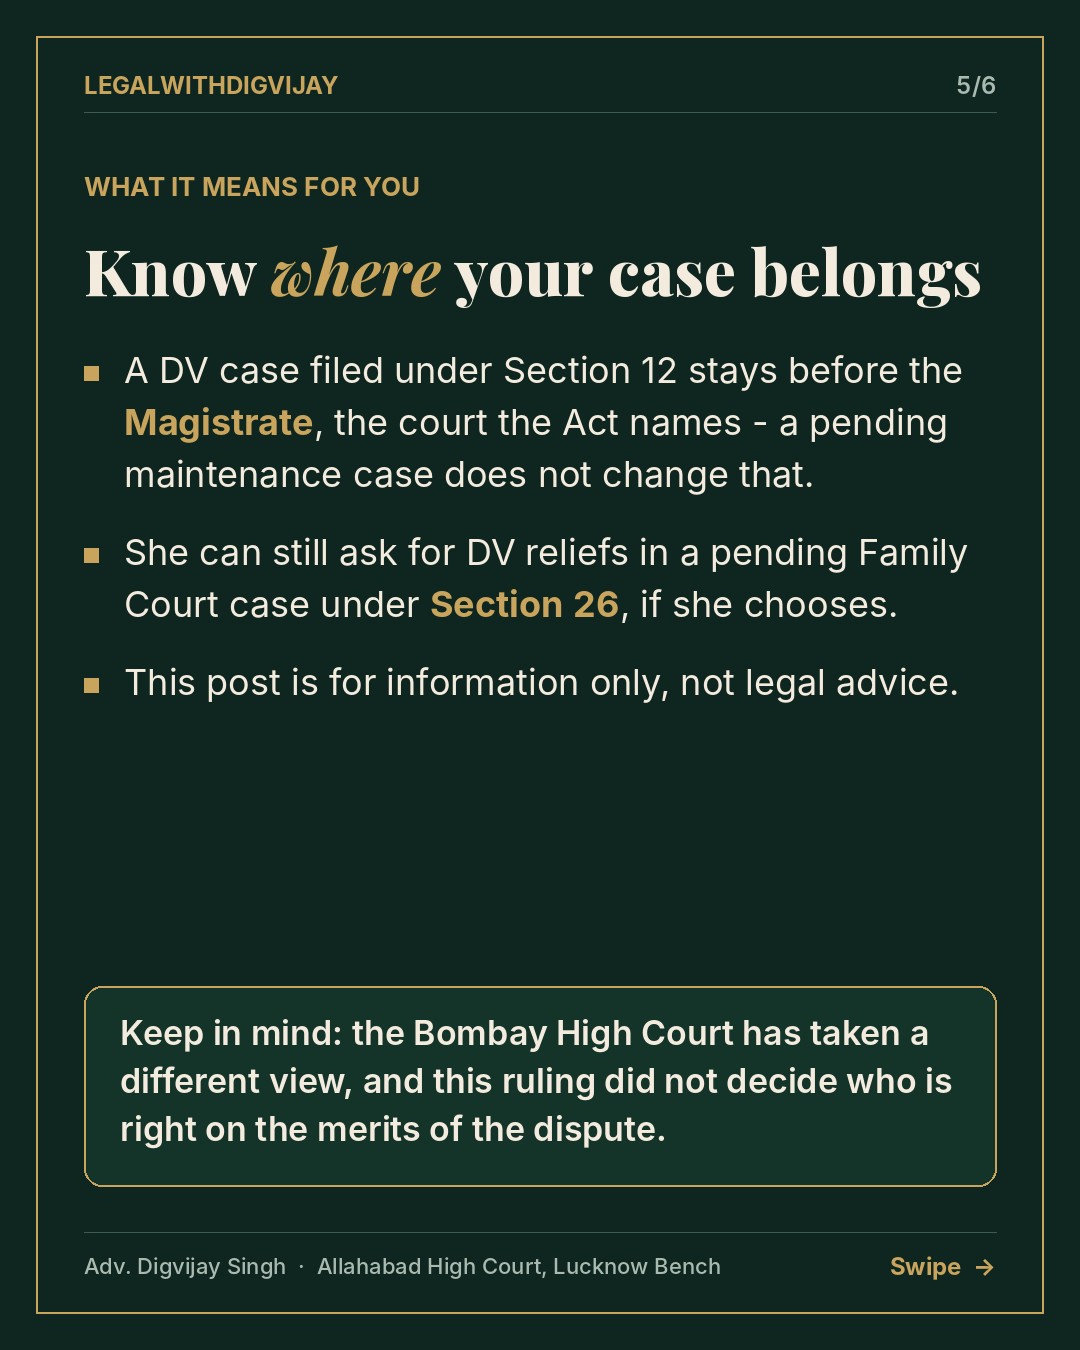 LEGALWITHDIGVIJAY
5/6
WHAT IT MEANS FOR YOU
Know where your case belongs
A DV case filed under Section 12 stays before the
Magistrate, the court the Act names - a pending
maintenance case does not change that.
She can still ask for DV reliefs in a pending Family
Court case under Section 26, if she chooses.
This post is for information only, not legal advice.
Keep in mind: the Bombay High Court has taken a
different view, and this ruling did not decide who is
right on the merits of the dispute.
Adv. Digvijay Singh · Allahabad High Court, Lucknow Bench
Swipe →